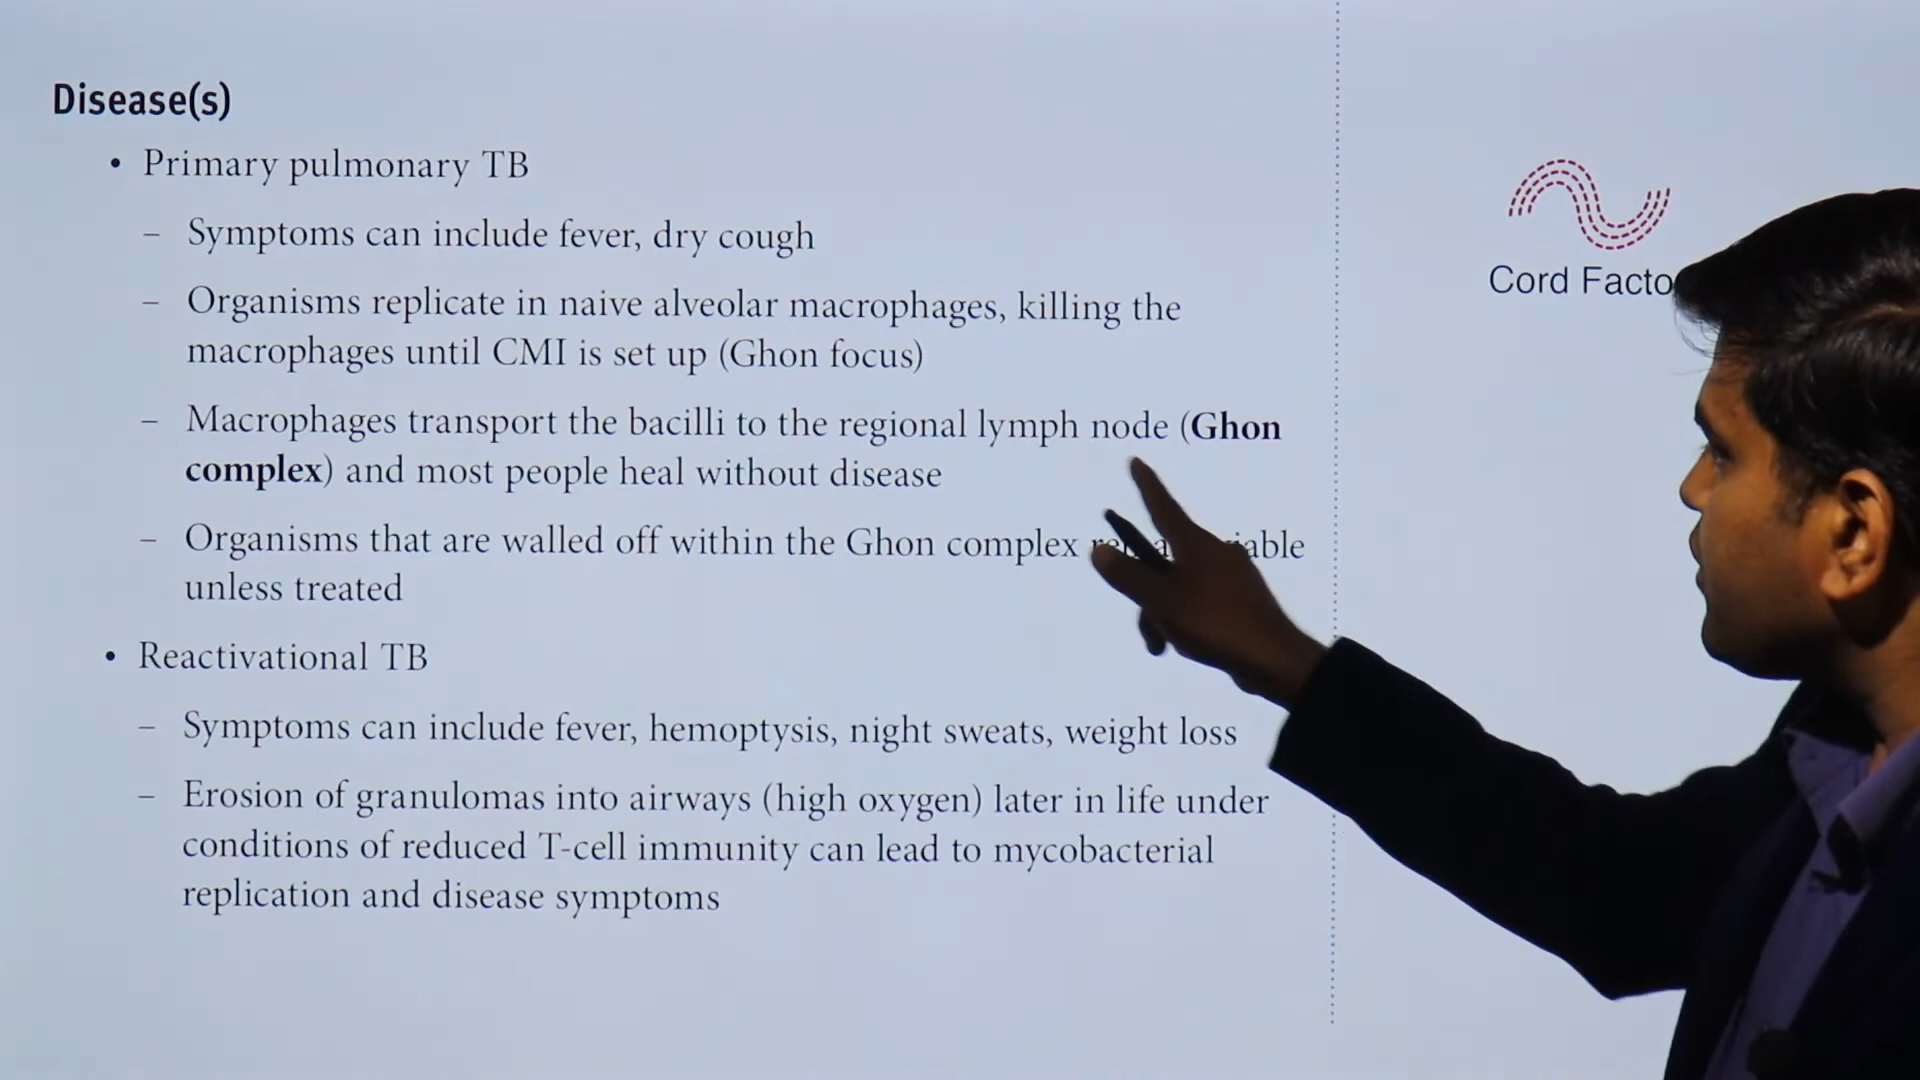 Disease(s)
• Primary pulmonary TB
– Symptoms can include fever, dry cough
– Organisms replicate in naive alveolar macrophages, killing the
macrophages until CMI is set up (Ghon focus)
– Macrophages transport the bacilli to the regional lymph node (Ghon
complex) and most people heal without disease
– Organisms that are walled off within the Ghon complex
unless treated
• Reactivational TB
– Symptoms can include fever, hemoptysis, night sweats, weight loss
– Erosion of granulomas into airways (high oxygen) later in life under
conditions of reduced T-cell immunity can lead to mycobacterial
replication and disease symptoms
Cord Facto